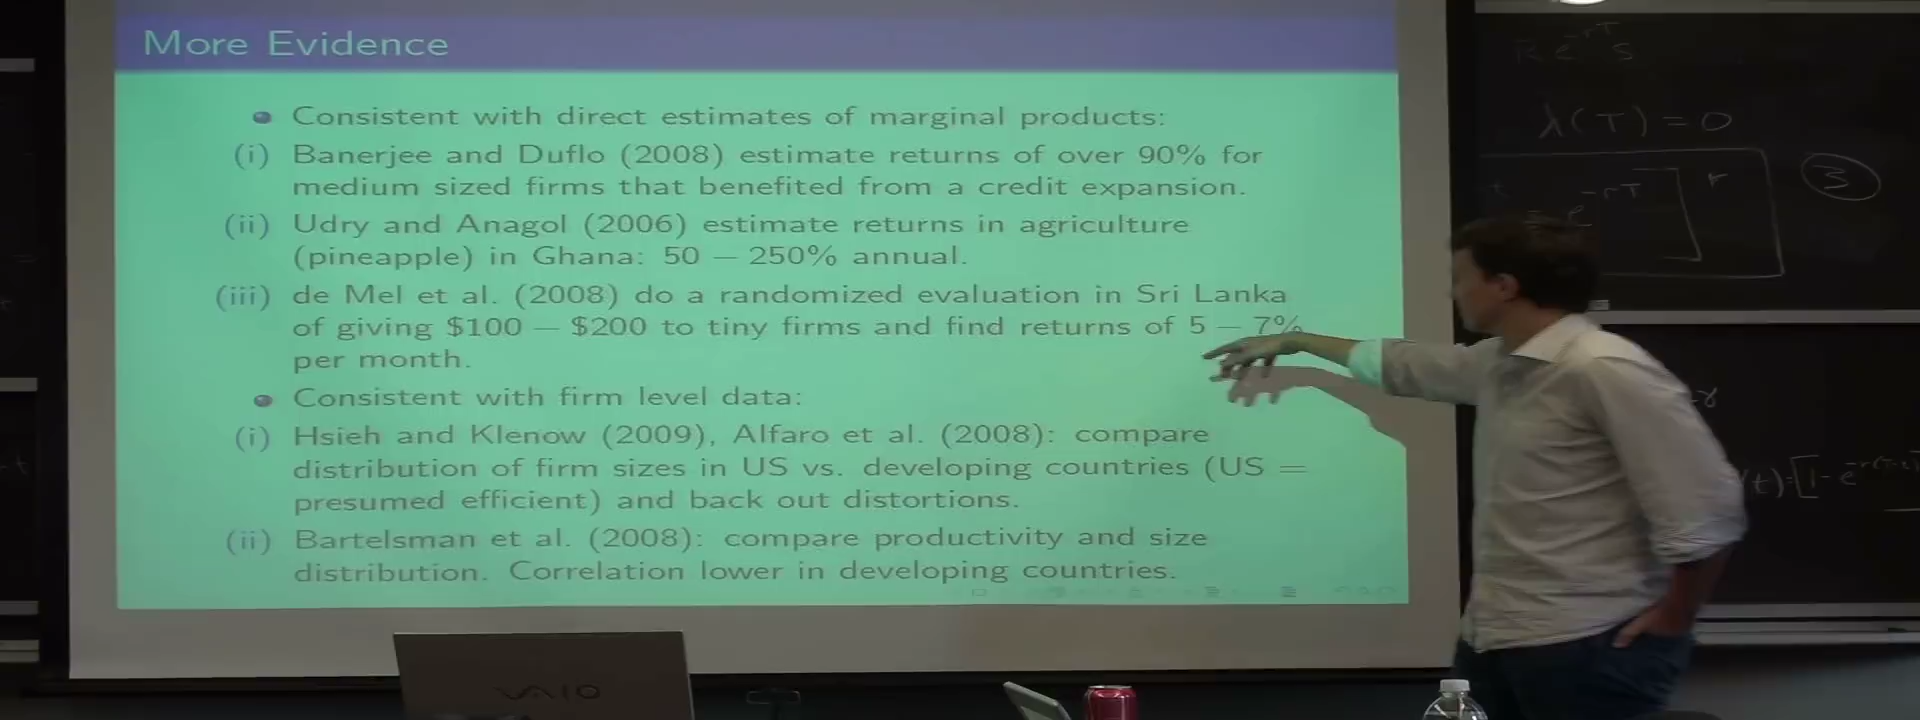 More Evidence
Consistent with direct estimates of marginal products:
(i) Banerjee and Duflo (2008) estimate returns of over 90% for
medium sized firms that benefited from a credit expansion.
(ii) Udry and Anagol (2006) estimate returns in agriculture
(pineapple) in Ghana: 50 – 250% annual.
(iii) de Mel et al. (2008) do a randomized evaluation in Sri Lanka
of giving $100 – $200 to tiny firms and find returns of 5 – 7%
per month.
Consistent with firm level data:
(i) Hsieh and Klenow (2009), Alfaro et al. (2008): compare
distribution of firm sizes in US vs. developing countries (US =
presumed efficient) and back out distortions.
(ii) Bartelsman et al. (2008): compare productivity and size
distribution. Correlation lower in developing countries.
VAIO
λ(T) = 0
e^-rT ] r
3
(t)=[1-e